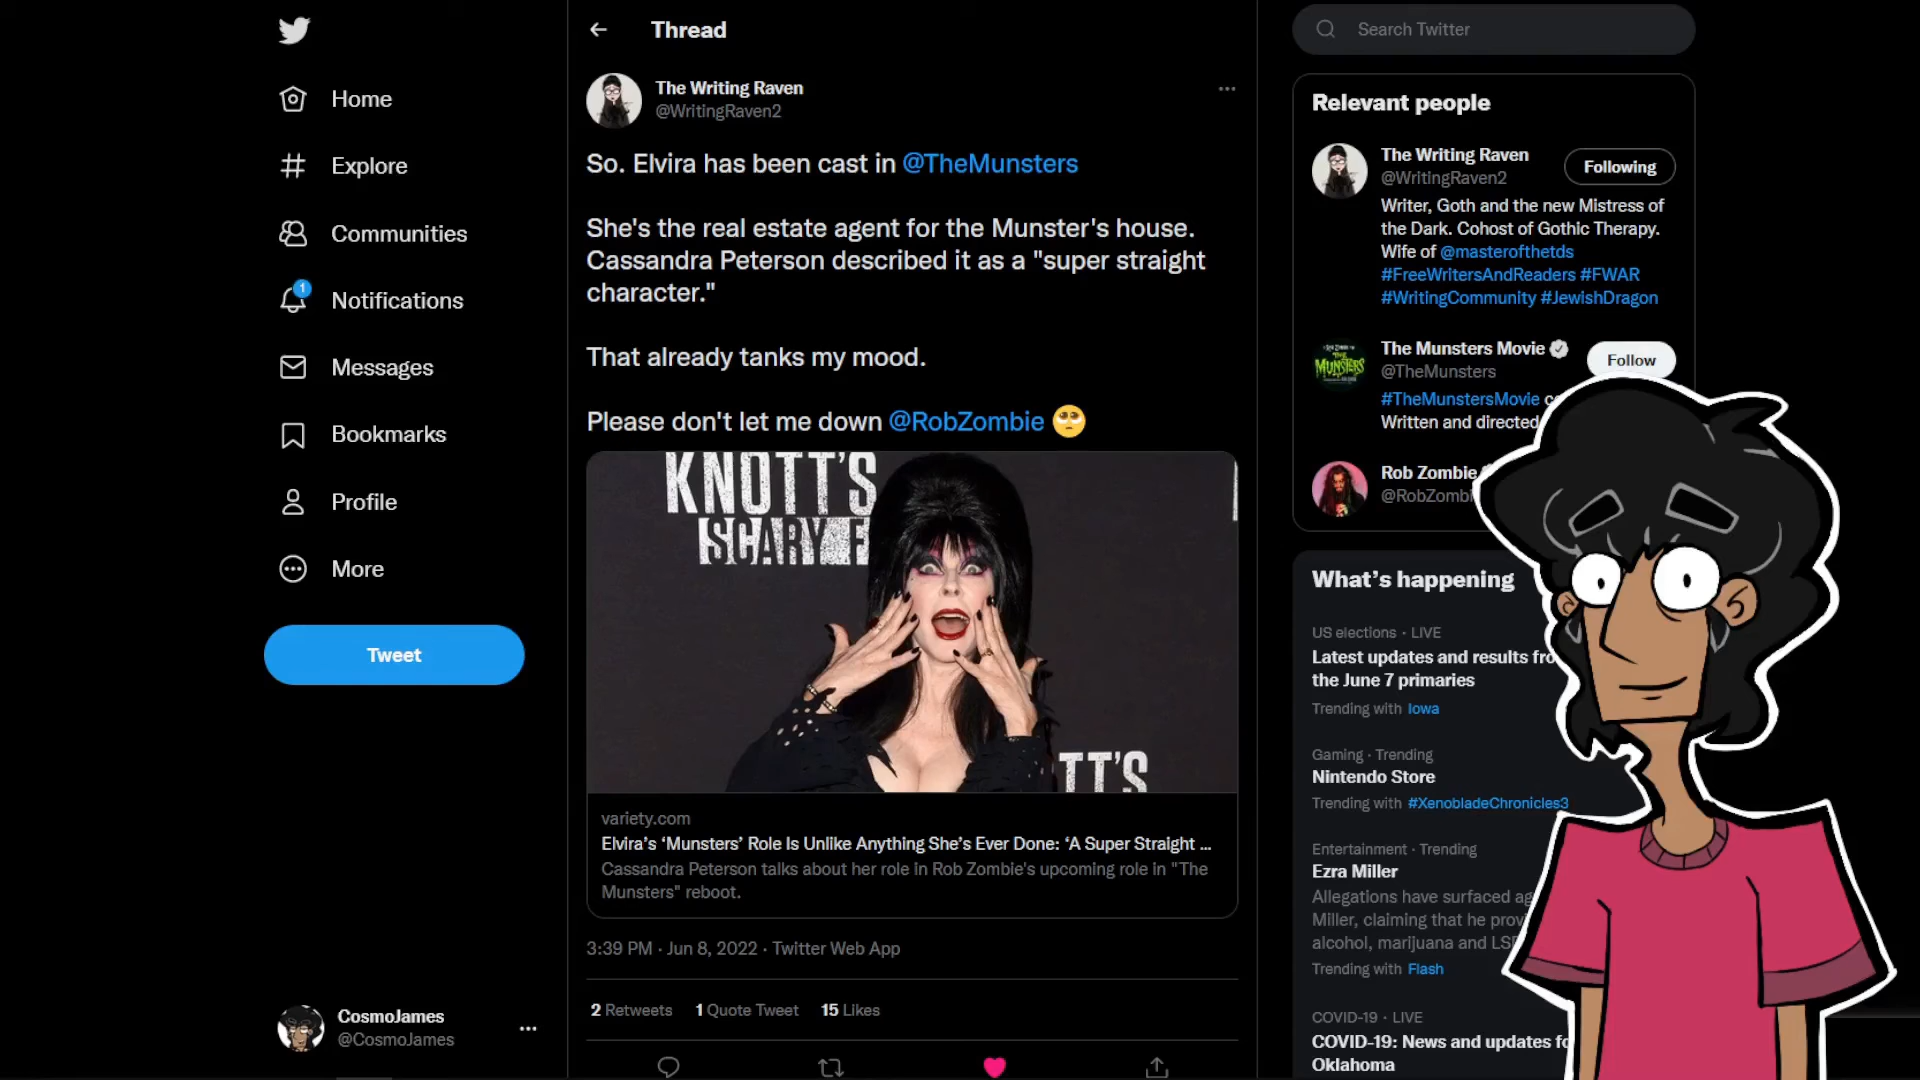 Home
Explore
Communities
1
Notifications
Messages
Bookmarks
Profile
More
Tweet
CosmoJames
@CosmoJames
Thread
The Writing Raven
@WritingRaven2
So. Elvira has been cast in @TheMunsters
She's the real estate agent for the Munster's house.
Cassandra Peterson described it as a "super straight
character."
That already tanks my mood.
Please don't let me down @RobZombie 🥺
KNOTT'S
SCARY F
TT'S
variety.com
Elvira's ‘Munsters’ Role Is Unlike Anything She's Ever Done: ‘A Super Straight ...
Cassandra Peterson talks about her role in Rob Zombie's upcoming role in "The
Munsters" reboot.
3:39 PM · Jun 8, 2022 · Twitter Web App
2 Retweets 1 Quote Tweet 15 Likes
Search Twitter
Relevant people
The Writing Raven
@WritingRaven2
Following
Writer, Goth and the new Mistress of
the Dark. Cohost of Gothic Therapy.
Wife of @masterofthetds
#FreeWritersAndReaders #FWAR
#WritingCommunity #JewishDragon
MUNSTERS
The Munsters Movie
@TheMunsters
Follow
#TheMunstersMovie
Written and directed
Rob Zombie
@RobZombi
What's happening
US elections · LIVE
Latest updates and results fro
the June 7 primaries
Trending with Iowa
Gaming · Trending
Nintendo Store
Trending with #XenobladeChronicles3
Entertainment · Trending
Ezra Miller
Allegations have surfaced ag
Miller, claiming that he provi
alcohol, marijuana and LS
Trending with Flash
COVID-19 · LIVE
COVID-19: News and updates fo
Oklahoma